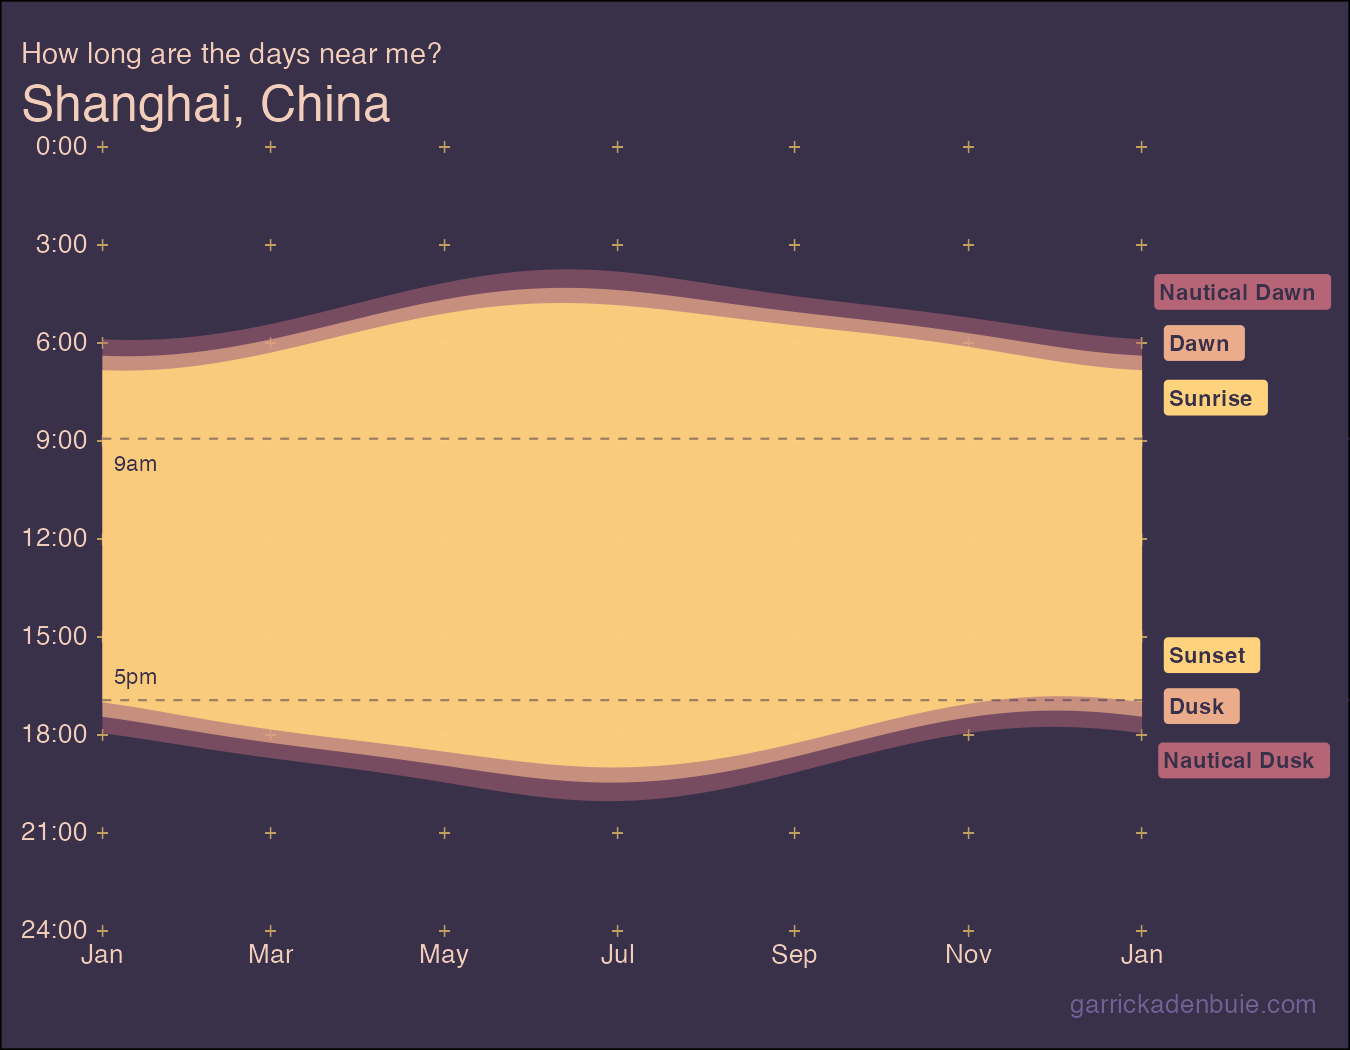 How long are the days near me?
Shanghai, China
0:00
3:00
Nautical Dawn
6:00
Dawn
Sunrise
9:00
9am
12:00
15:00
Sunset
5pm
Dusk
18:00
Nautical Dusk
21:00
24:00
Jan Mar May Jul Sep Nov Jan
garrickadenbuie.com